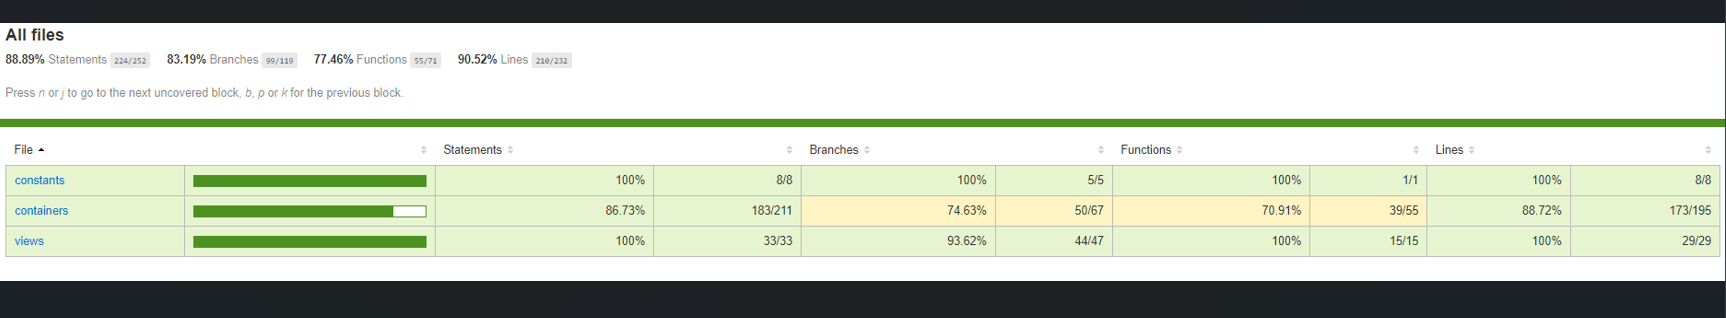 All files
88.89% Statements 224/252 83.19% Branches 99/119 77.46% Functions 55/71 90.52% Lines 210/232
Press n or j to go to the next uncovered block, b, p or k for the previous block.
File Statements Branches Functions Lines
constants 100% 8/8 100% 5/5 100% 1/1 100% 8/8
containers 86.73% 183/211 74.63% 50/67 70.91% 39/55 88.72% 173/195
views 100% 33/33 93.62% 44/47 100% 15/15 100% 29/29